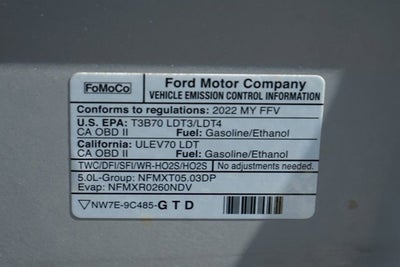 FoMoCo
Ford Motor Company
VEHICLE EMISSION CONTROL INFORMATION
Conforms to regulations: 2022 MY FFV
U.S. EPA: T3B70 LDT3/LDT4
CA OBD II Fuel: Gasoline/Ethanol
California: ULEV70 LDT
CA OBD II Fuel: Gasoline/Ethanol
TWC/DFI/SFI/WR-HO2S/HO2S No adjustments needed.
5.0L-Group: NFMXT05.03DP
Evap: NFMXR0260NDV
NW7E-9C485-GTD